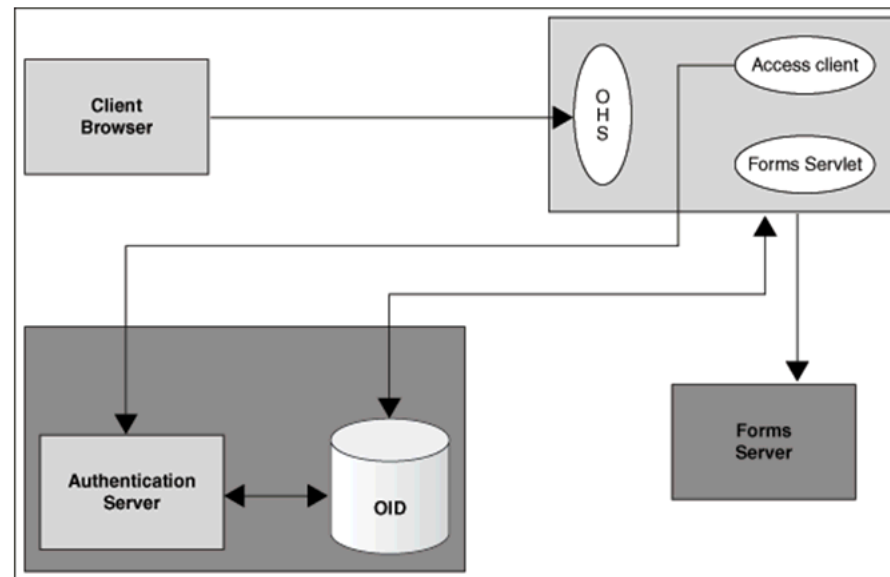 Client
Browser
O
H
S
Access client
Forms Servlet
Authentication
Server
OID
Forms
Server